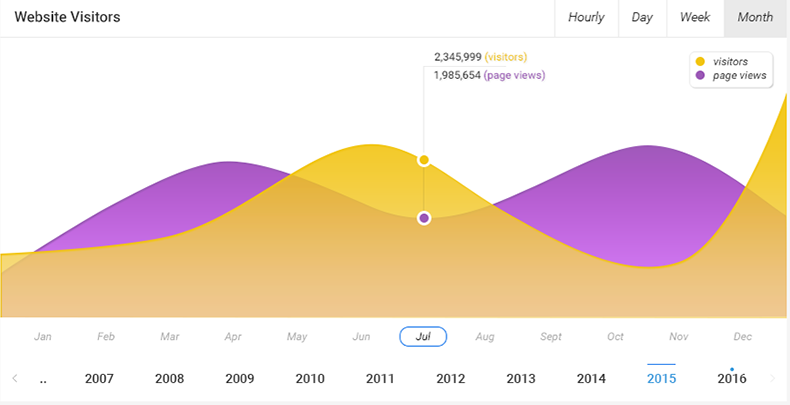 Website Visitors
Hourly Day Week Month
2,345,999 (visitors)
1,985,654 (page views)
visitors
page views
Jan Feb Mar Apr May Jun Jul Aug Sept Oct Nov Dec
.. 2007 2008 2009 2010 2011 2012 2013 2014 2015 2016